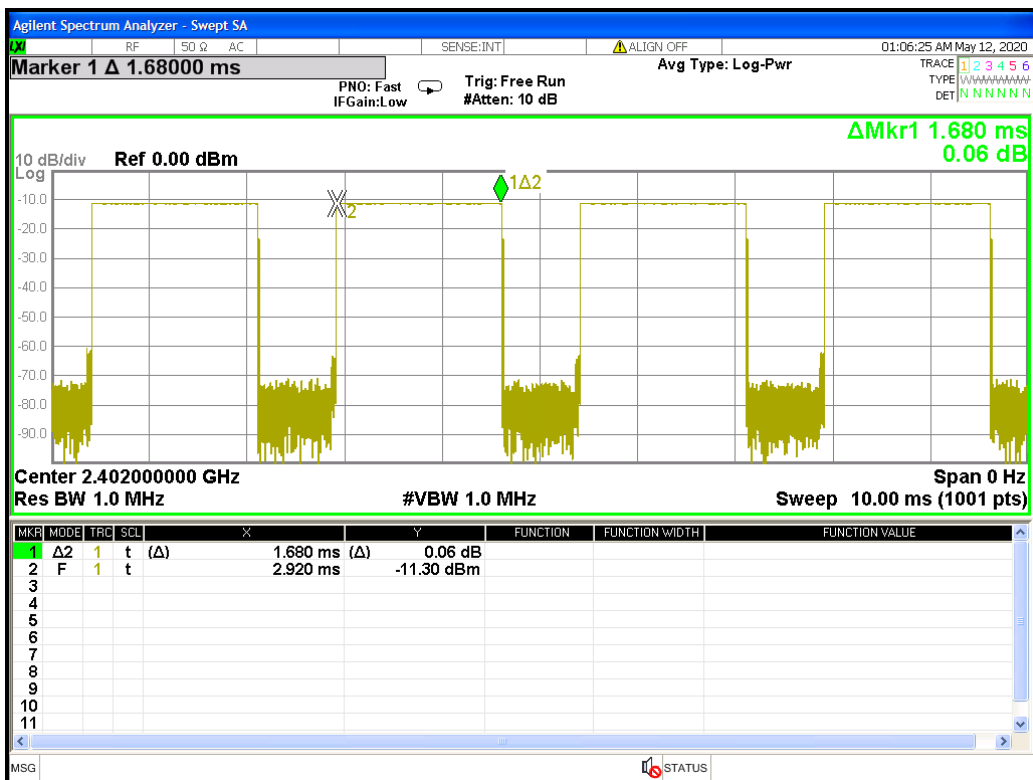 Agilent Spectrum Analyzer - Swept SA
LXI RF 50 Ω AC SENSE:INT ALIGN OFF 01:06:25 AM May 12, 2020
Marker 1 Δ 1.68000 ms
PNO: Fast
IFGain:Low
Trig: Free Run
#Atten: 10 dB
Avg Type: Log-Pwr
TRACE 1 2 3 4 5 6
TYPE WWWWWW
DET N N N N N N
ΔMkr1 1.680 ms
0.06 dB
10 dB/div Ref 0.00 dBm
Log
1Δ2
-10.0
2
-20.0
-30.0
-40.0
-50.0
-60.0
-70.0
-80.0
-90.0
Center 2.402000000 GHz Span 0 Hz
Res BW 1.0 MHz #VBW 1.0 MHz Sweep 10.00 ms (1001 pts)
MKR MODE TRC SCL X Y FUNCTION FUNCTION WIDTH FUNCTION VALUE
1 Δ2 1 t (Δ) 1.680 ms (Δ) 0.06 dB
2 F 1 t 2.920 ms -11.30 dBm
3
4
5
6
7
8
9
10
11
MSG STATUS